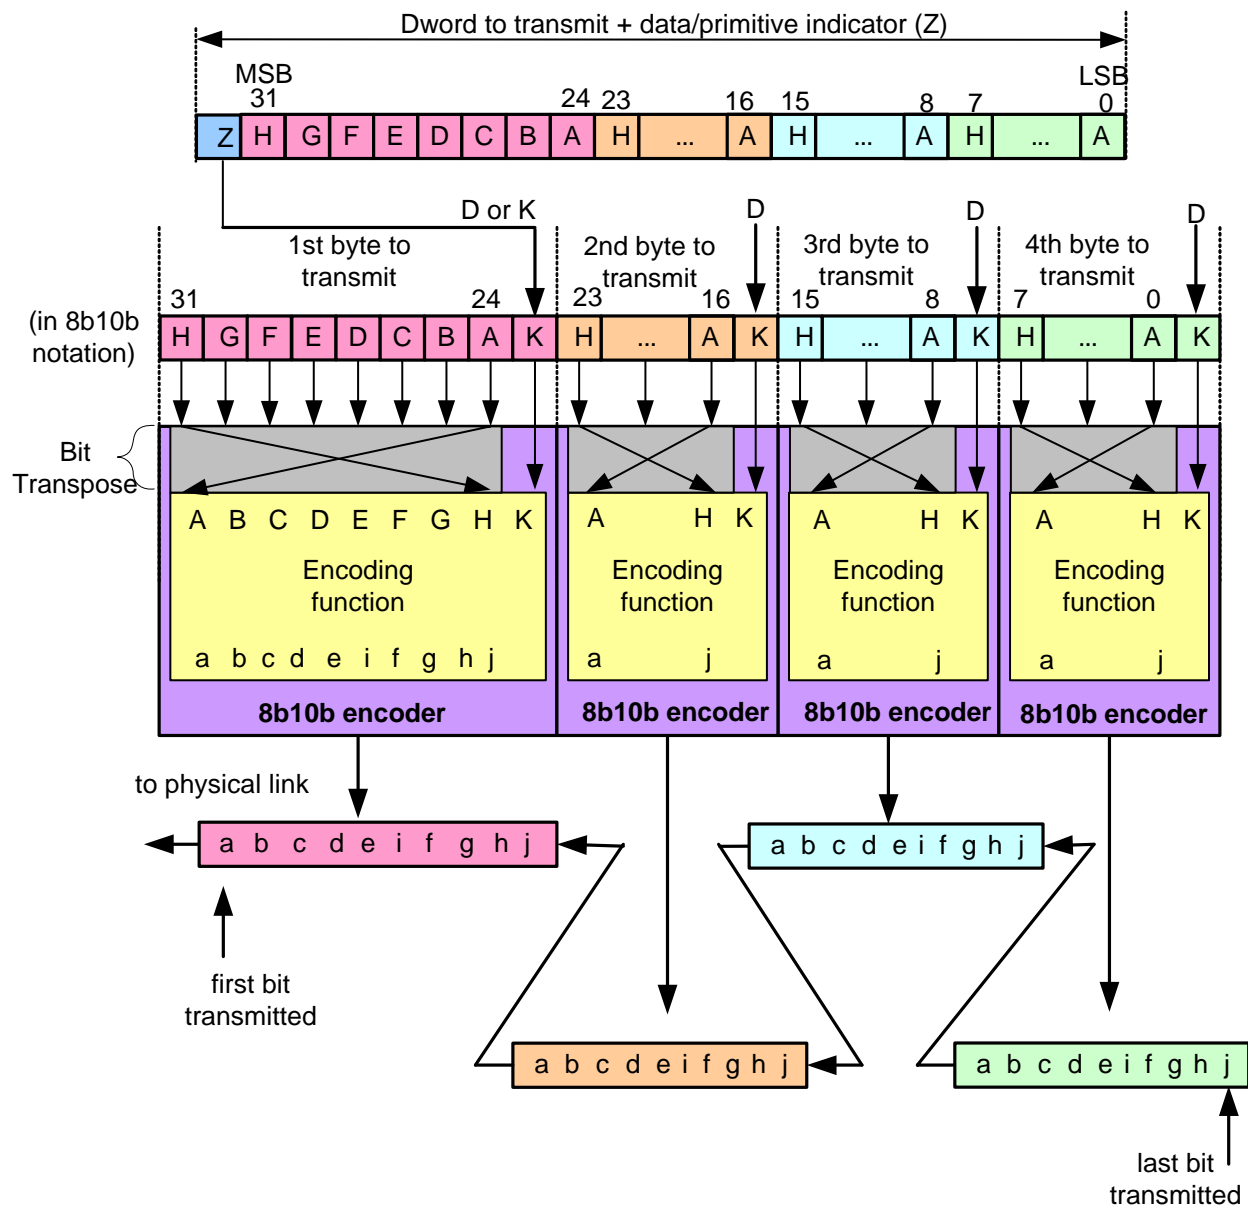 Dword to transmit + data/primitive indicator (Z)
MSB
LSB
31 24 23 16 15 8 7 0
Z H G F E D C B A H ... A H ... A H ... A
D or K D D D
1st byte to
transmit
2nd byte to
transmit
3rd byte to
transmit
4th byte to
transmit
31 24 23 16 15 8 7 0
(in 8b10b
notation)
H G F E D C B A K H ... A K H ... A K H ... A K
Bit
Transpose
A B C D E F G H K A H K A H K A H K
Encoding
function
Encoding
function
Encoding
function
Encoding
function
a b c d e i f g h j a j a j a j
8b10b encoder 8b10b encoder 8b10b encoder 8b10b encoder
to physical link
a b c d e i f g h j
a b c d e i f g h j
first bit
transmitted
a b c d e i f g h j
a b c d e i f g h j
last bit
transmitted